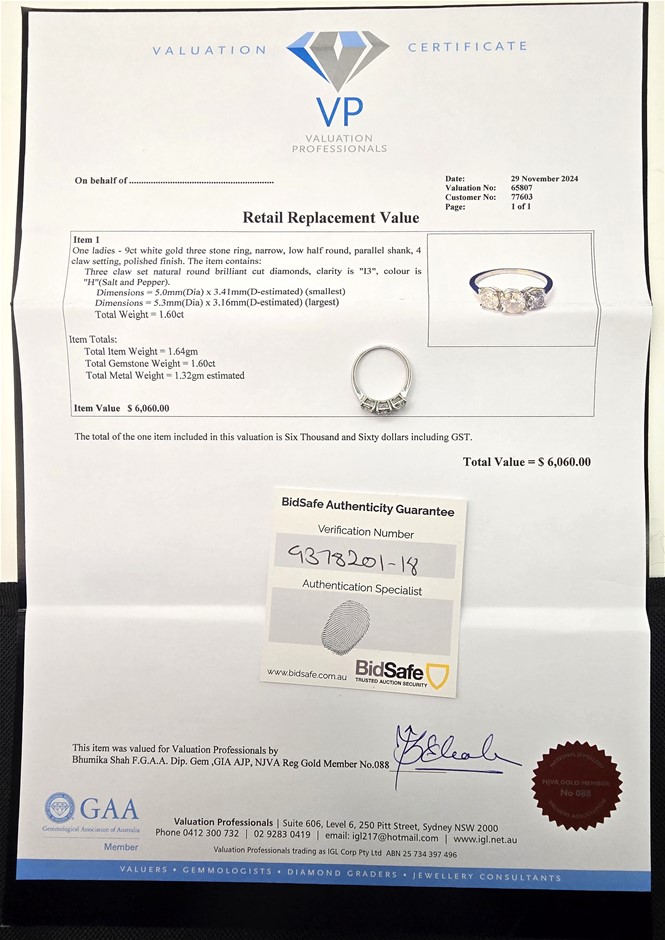 VALUATION CERTIFICATE
VP
VALUATION
PROFESSIONALS
On behalf of ................................................................
Date: 29 November 2024
Valuation No: 65807
Customer No: 77603
Page: 1 of 1
Retail Replacement Value
Item 1
One ladies - 9ct white gold three stone ring, narrow, low half round, parallel shank, 4
claw setting, polished finish. The item contains:
Three claw set natural round brilliant cut diamonds, clarity is "I3", colour is
"H"(Salt and Pepper).
Dimensions = 5.0mm(Dia) x 3.41mm(D-estimated) (smallest)
Dimensions = 5.3mm(Dia) x 3.16mm(D-estimated) (largest)
Total Weight = 1.60ct
Item Totals:
Total Item Weight = 1.64gm
Total Gemstone Weight = 1.60ct
Total Metal Weight = 1.32gm estimated
Item Value $ 6,060.00
The total of the one item included in this valuation is Six Thousand and Sixty dollars including GST.
Total Value = $ 6,060.00
BidSafe Authenticity Guarantee
Verification Number
9378201-18
Authentication Specialist
www.bidsafe.com.au
BidSafe
TRUSTED AUCTION SECURITY
This item was valued for Valuation Professionals by
Bhumika Shah F.G.A.A. Dip. Gem ,GIA AJP, NJVA Reg Gold Member No.088
NJVA GOLD MEMBER
No 088
GAA
Gemmological Association of Australia
Member
Valuation Professionals | Suite 606, Level 6, 250 Pitt Street, Sydney NSW 2000
Phone 0412 300 732 | 02 9283 0419 | email: igl217@hotmail.com | www.igl.net.au
Valuation Professionals trading as IGL Corp Pty Ltd ABN 25 734 397 496
VALUERS • GEMMOLOGISTS • DIAMOND GRADERS • JEWELLERY CONSULTANTS